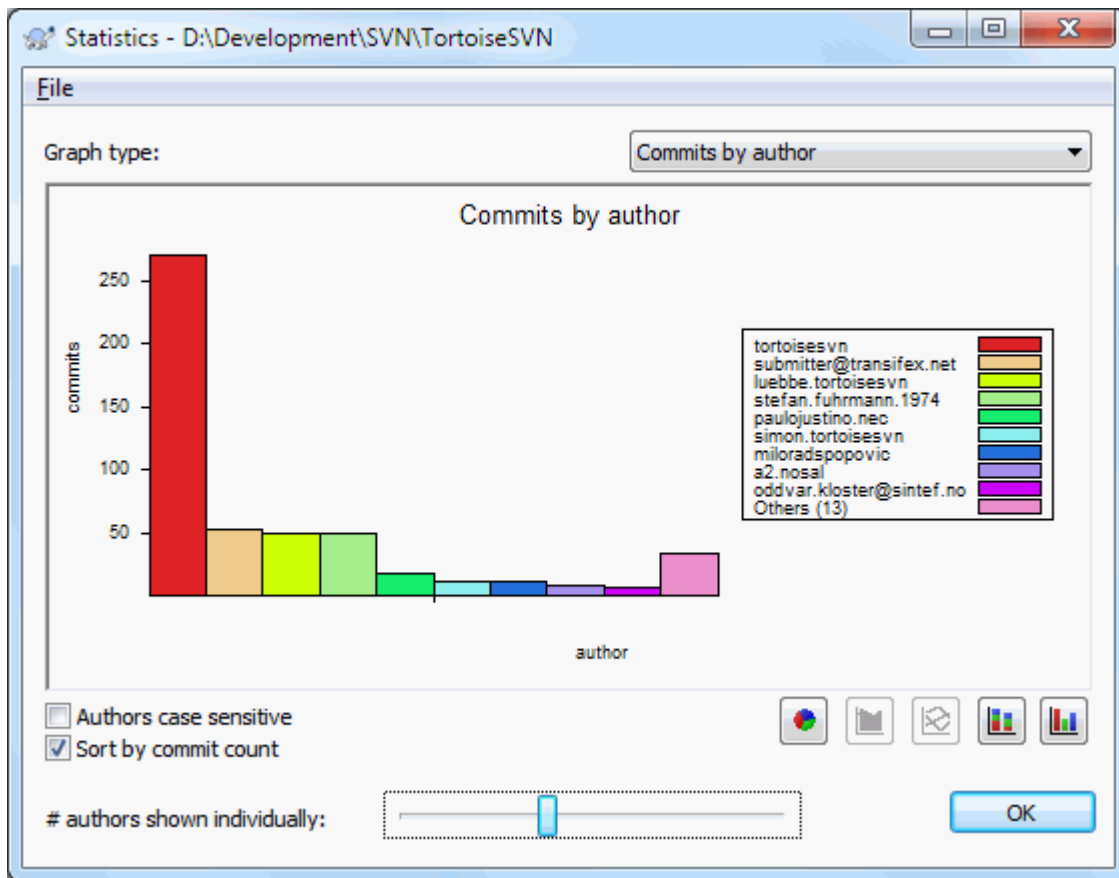 Statistics - D:\Development\SVN\TortoiseSVN
File
Graph type:
Commits by author
Commits by author
250
200
150
100
50
commits
author
tortoisesvn
submitter@transifex.net
luebbe.tortoisesvn
stefan.fuhrmann.1974
paulojustino.nec
simon.tortoisesvn
miloradspopovic
a2.nosal
oddvar.kloster@sintef.no
Others (13)
Authors case sensitive
Sort by commit count
# authors shown individually:
OK